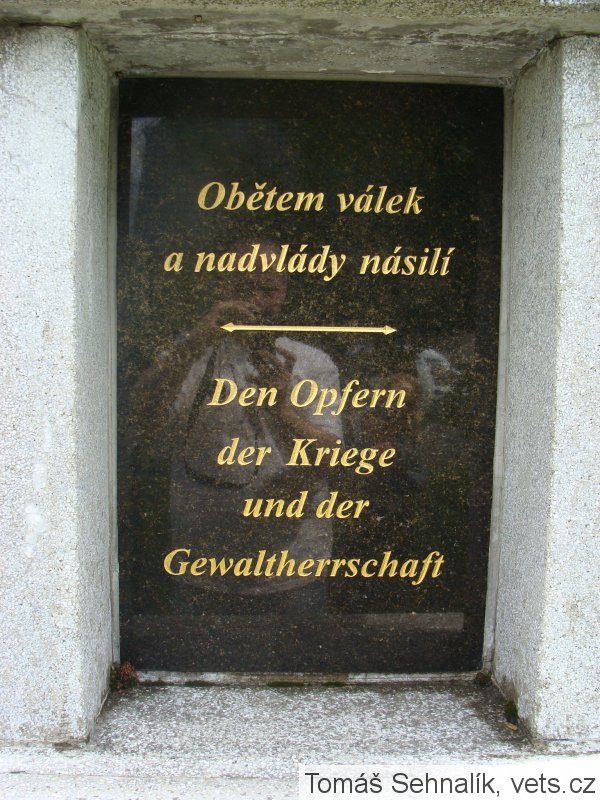 Obětem válek
a nadvlády násilí
Den Opfern
der Kriege
und der
Gewaltherrschaft
Tomáš Sehnalík, vets.cz